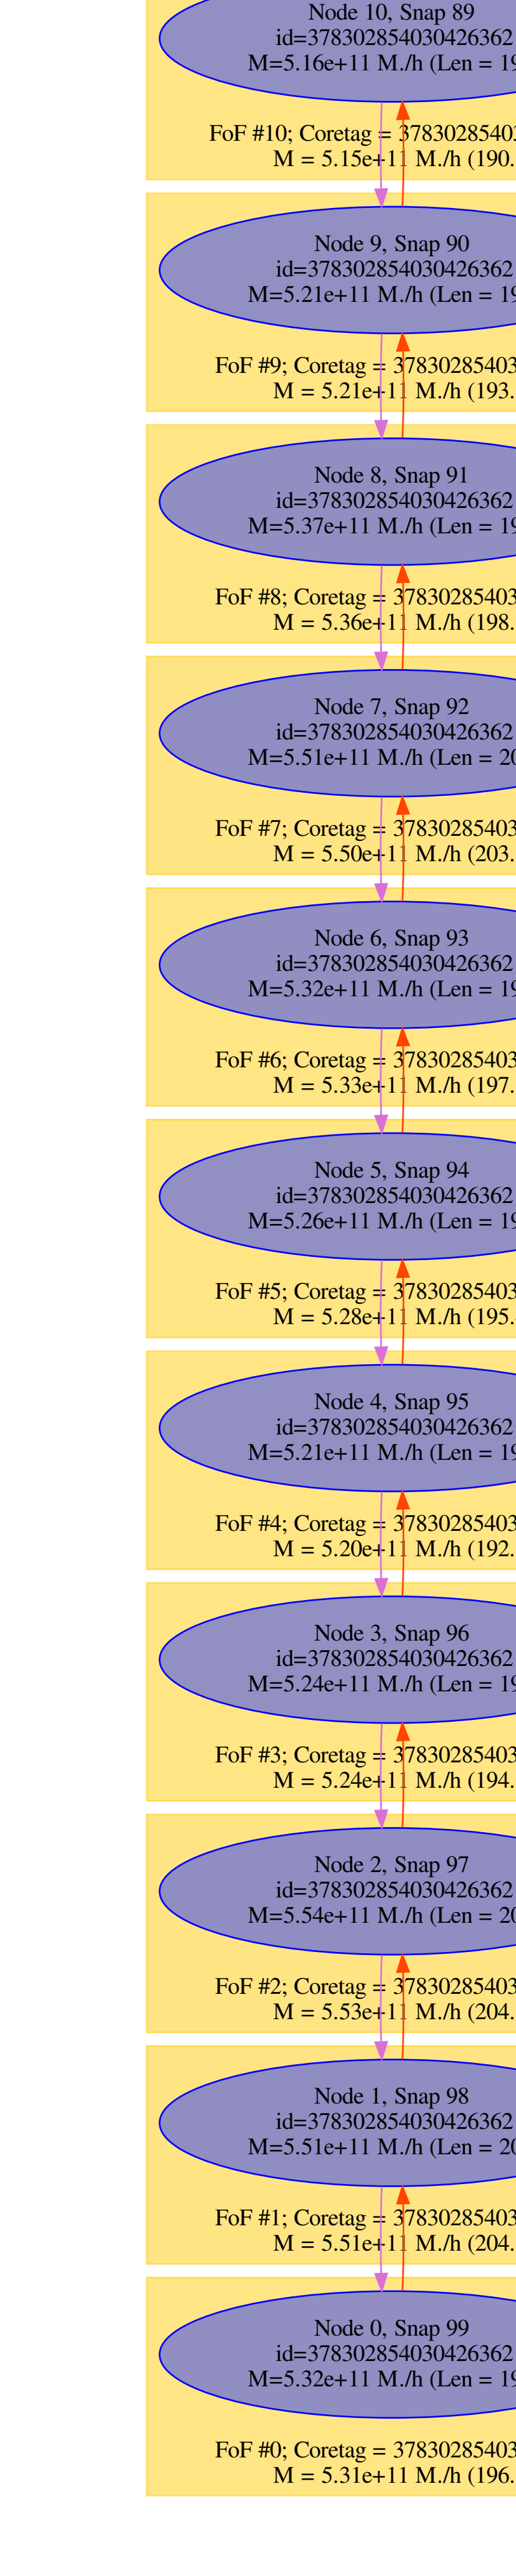 Node 10, Snap 89
id=378302854030426362
M=5.16e+11 M./h (Len = 19
FoF #10; Coretag = 3783028540
M = 5.15e+11 M./h (190.
Node 9, Snap 90
id=378302854030426362
M=5.21e+11 M./h (Len = 19
FoF #9; Coretag = 37830285403
M = 5.21e+11 M./h (193.
Node 8, Snap 91
id=378302854030426362
M=5.37e+11 M./h (Len = 19
FoF #8; Coretag = 37830285403
M = 5.36e+11 M./h (198.
Node 7, Snap 92
id=378302854030426362
M=5.51e+11 M./h (Len = 20
FoF #7; Coretag = 37830285403
M = 5.50e+11 M./h (203.
Node 6, Snap 93
id=378302854030426362
M=5.32e+11 M./h (Len = 19
FoF #6; Coretag = 37830285403
M = 5.33e+11 M./h (197.
Node 5, Snap 94
id=378302854030426362
M=5.26e+11 M./h (Len = 19
FoF #5; Coretag = 37830285403
M = 5.28e+11 M./h (195.
Node 4, Snap 95
id=378302854030426362
M=5.21e+11 M./h (Len = 19
FoF #4; Coretag = 37830285403
M = 5.20e+11 M./h (192.
Node 3, Snap 96
id=378302854030426362
M=5.24e+11 M./h (Len = 19
FoF #3; Coretag = 37830285403
M = 5.24e+11 M./h (194.
Node 2, Snap 97
id=378302854030426362
M=5.54e+11 M./h (Len = 20
FoF #2; Coretag = 37830285403
M = 5.53e+11 M./h (204.
Node 1, Snap 98
id=378302854030426362
M=5.51e+11 M./h (Len = 20
FoF #1; Coretag = 37830285403
M = 5.51e+11 M./h (204.
Node 0, Snap 99
id=378302854030426362
M=5.32e+11 M./h (Len = 19
FoF #0; Coretag = 37830285403
M = 5.31e+11 M./h (196.